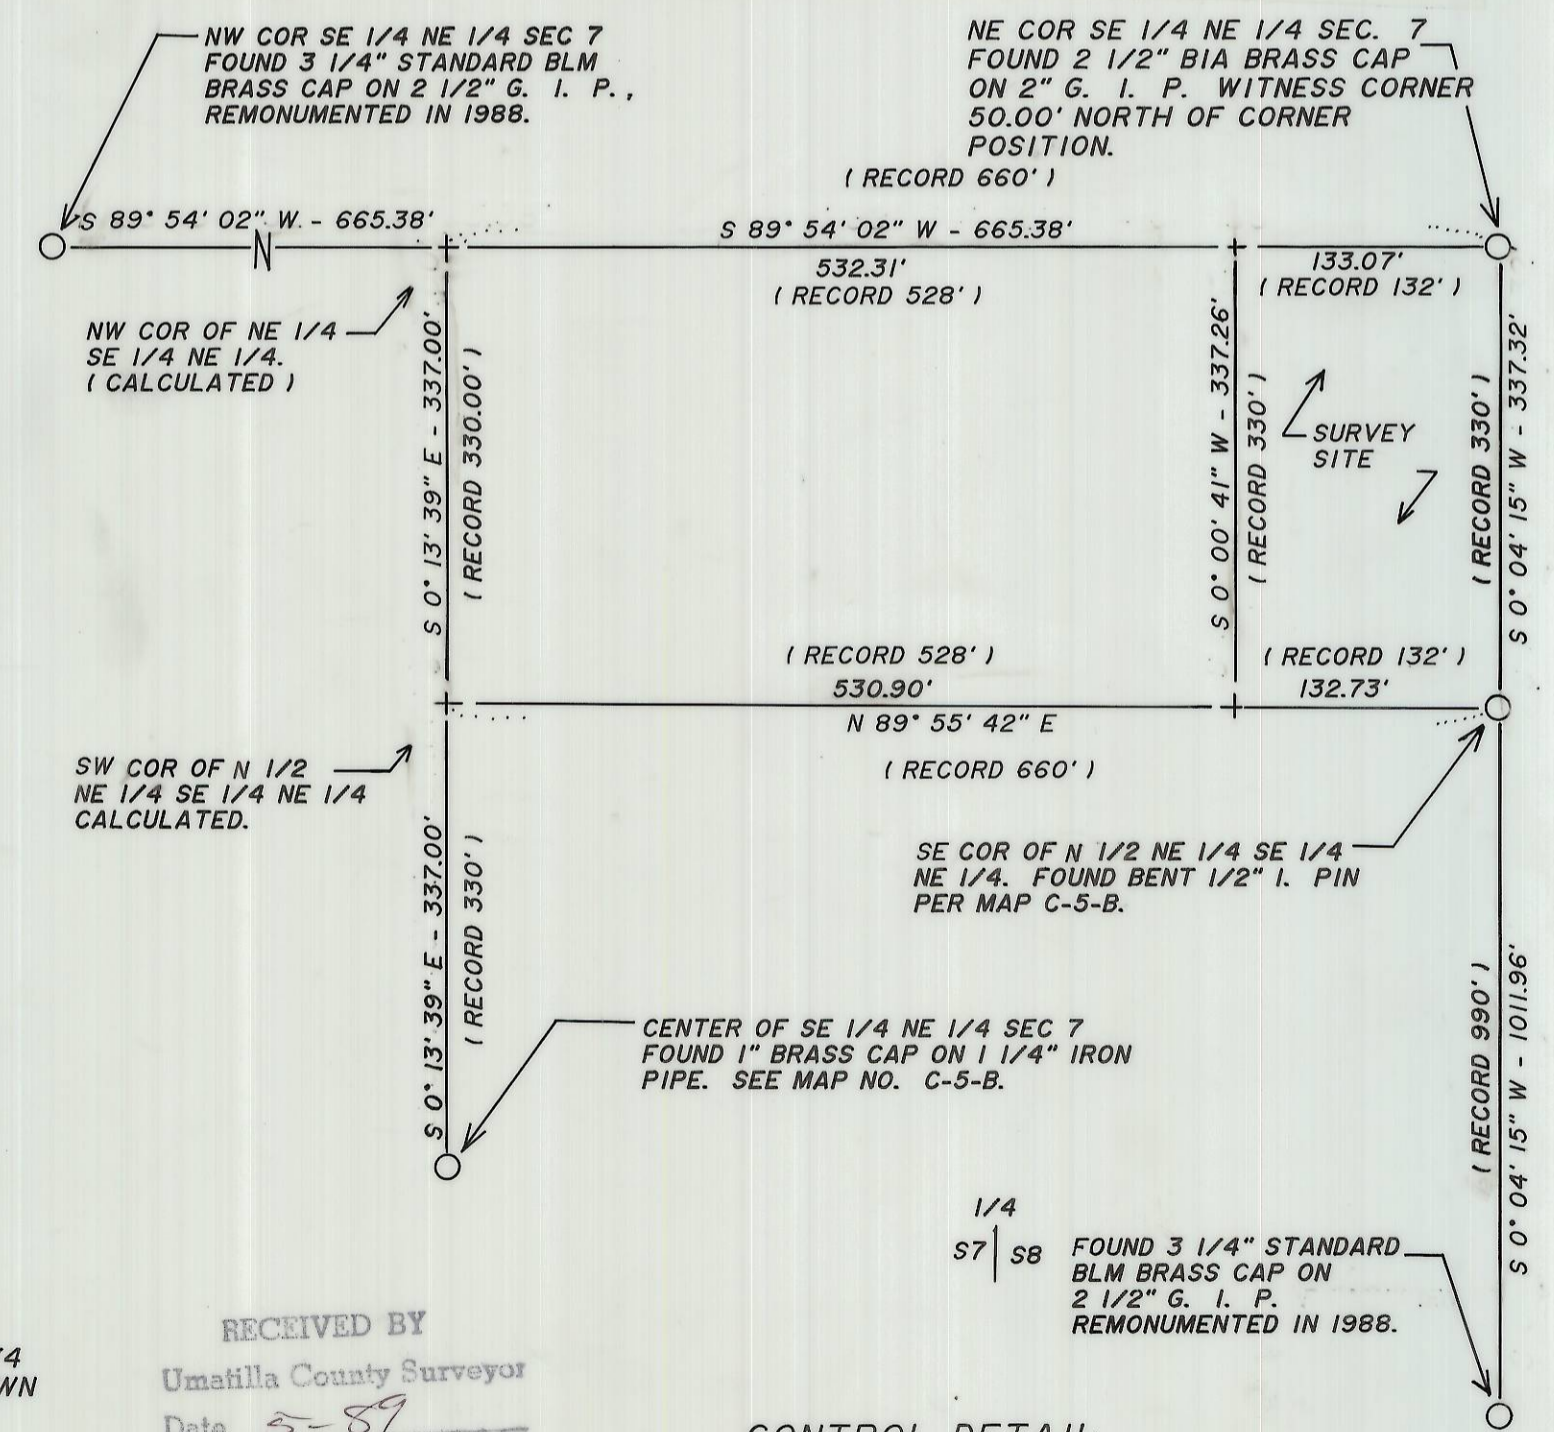 NW COR SE 1/4 NE 1/4 SEC 7
FOUND 3 1/4" STANDARD BLM
BRASS CAP ON 2 1/2" G. I. P.,
REMONUMENTED IN 1988.
NE COR SE 1/4 NE 1/4 SEC. 7
FOUND 2 1/2" BIA BRASS CAP
ON 2" G. I. P. WITNESS CORNER
50.00' NORTH OF CORNER
POSITION.
( RECORD 660' )
S 89° 54' 02" W - 665.38'
N
S 89° 54' 02" W - 665.38'
532.31'
( RECORD 528' )
133.07'
( RECORD 132' )
NW COR OF NE 1/4
SE 1/4 NE 1/4.
( CALCULATED )
S 0° 13' 39" E - 337.00'
( RECORD 330.00' )
S 0° 00' 41" W - 337.26'
( RECORD 330' )
SURVEY
SITE
( RECORD 330' )
S 0° 04' 15" W - 337.32'
( RECORD 528' )
530.90'
N 89° 55' 42" E
( RECORD 660' )
( RECORD 132' )
132.73'
SW COR OF N 1/2
NE 1/4 SE 1/4 NE 1/4
CALCULATED.
SE COR OF N 1/2 NE 1/4 SE 1/4
NE 1/4. FOUND BENT 1/2" I. PIN
PER MAP C-5-B.
S 0° 13' 39" E - 337.00'
( RECORD 330' )
CENTER OF SE 1/4 NE 1/4 SEC 7
FOUND 1" BRASS CAP ON 1 1/4" IRON
PIPE. SEE MAP NO. C-5-B.
( RECORD 990' )
S 0° 04' 15" W - 1011.96'
1/4
S7 S8
FOUND 3 1/4" STANDARD
BLM BRASS CAP ON
2 1/2" G. I. P.
REMONUMENTED IN 1988.
RECEIVED BY
Umatilla County Surveyor
Date 5-89
CONTROL DETAIL